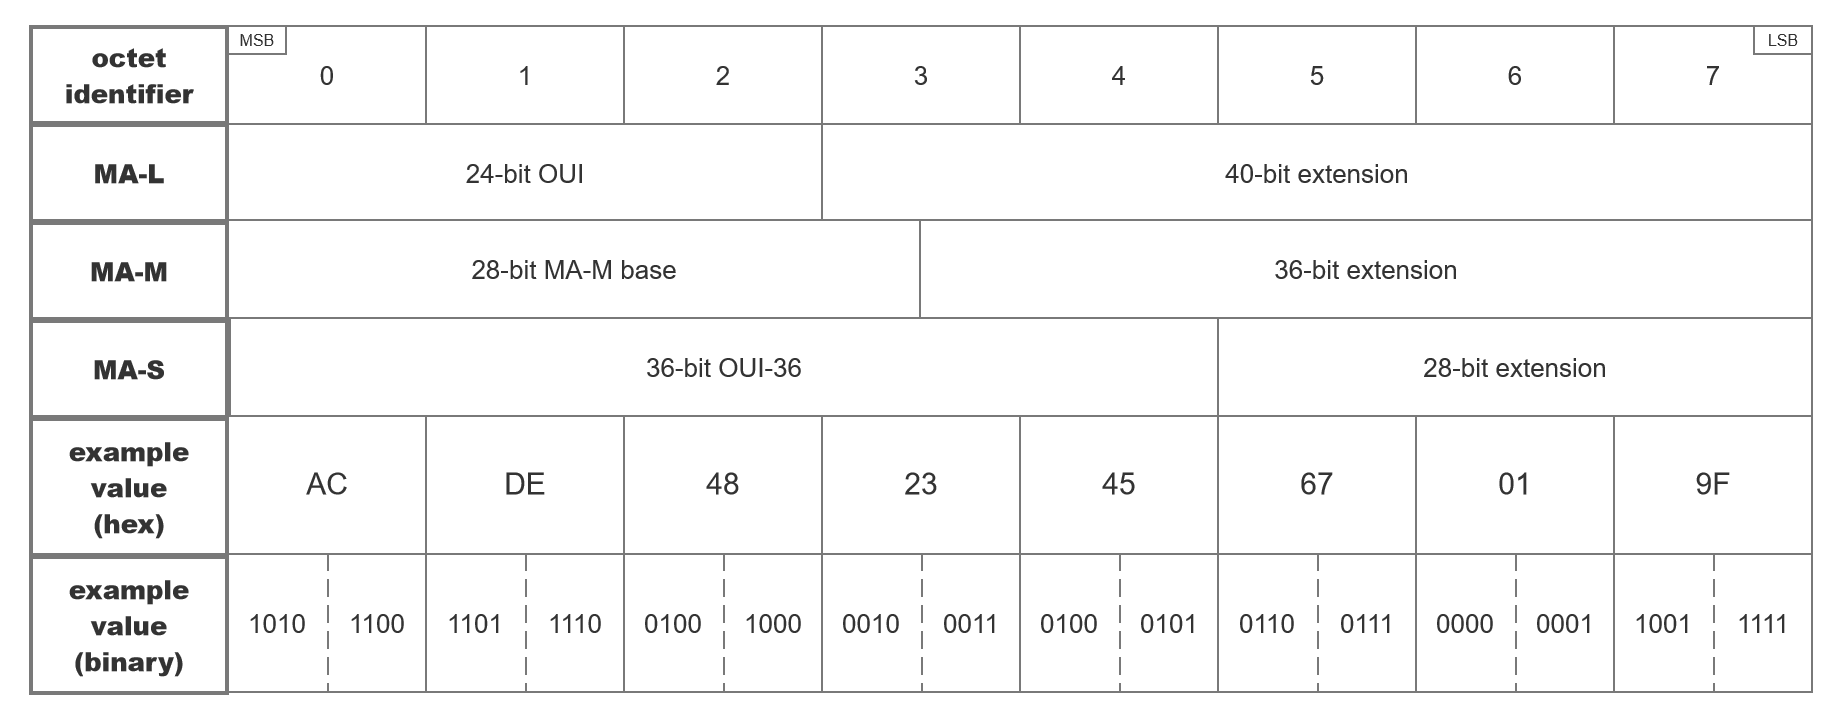 octet
identifier
MSB
0
1
2
3
4
5
6
7
LSB
MA-L
24-bit OUI
40-bit extension
MA-M
28-bit MA-M base
36-bit extension
MA-S
36-bit OUI-36
28-bit extension
example
value
(hex)
AC
DE
48
23
45
67
01
9F
example
value
(binary)
1010
1100
1101
1110
0100
1000
0010
0011
0100
0101
0110
0111
0000
0001
1001
1111